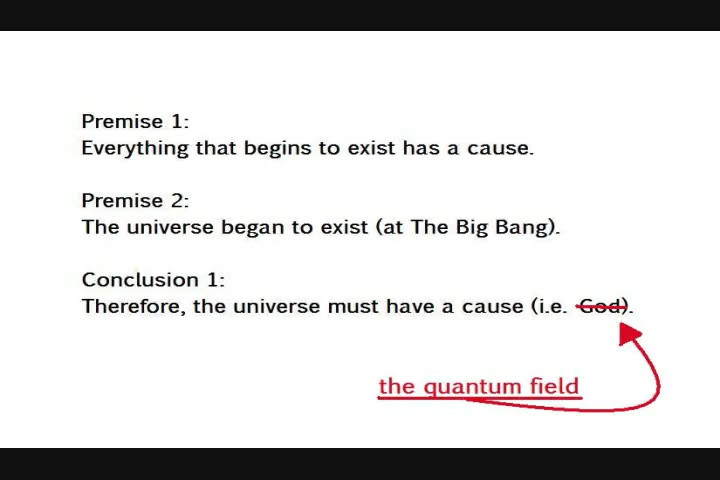 Premise 1:
Everything that begins to exist has a cause.
Premise 2:
The universe began to exist (at The Big Bang).
Conclusion 1:
Therefore, the universe must have a cause (i.e. God).
the quantum field